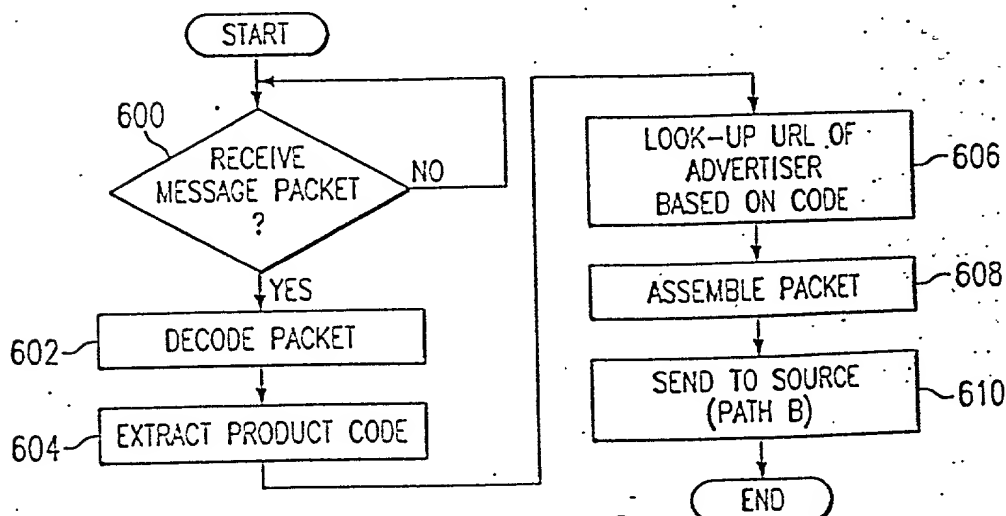 START
600
RECEIVE
MESSAGE PACKET
?
NO
YES
602
DECODE PACKET
604
EXTRACT PRODUCT CODE
LOOK-UP URL OF
ADVERTISER
BASED ON CODE
606
ASSEMBLE PACKET
608
SEND TO SOURCE
(PATH B)
610
END